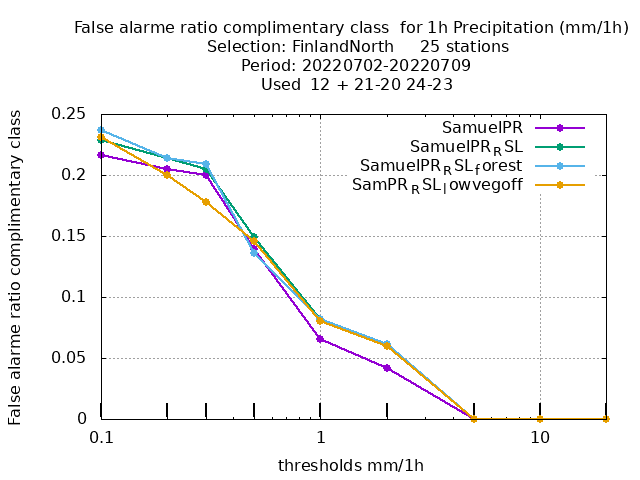 False alarme ratio complimentary class for 1h Precipitation (mm/1h)
Selection: FinlandNorth 25 stations
Period: 20220702-20220709
Used 12 + 21-20 24-23
False alarme ratio complimentary class
0.25
0.2
0.15
0.1
0.05
0
SamuelPR
SamuelPR_RSL
SamuelPR_RSL_forest
SamPR_RSL_lowvegoff
0.1
1
10
thresholds mm/1h